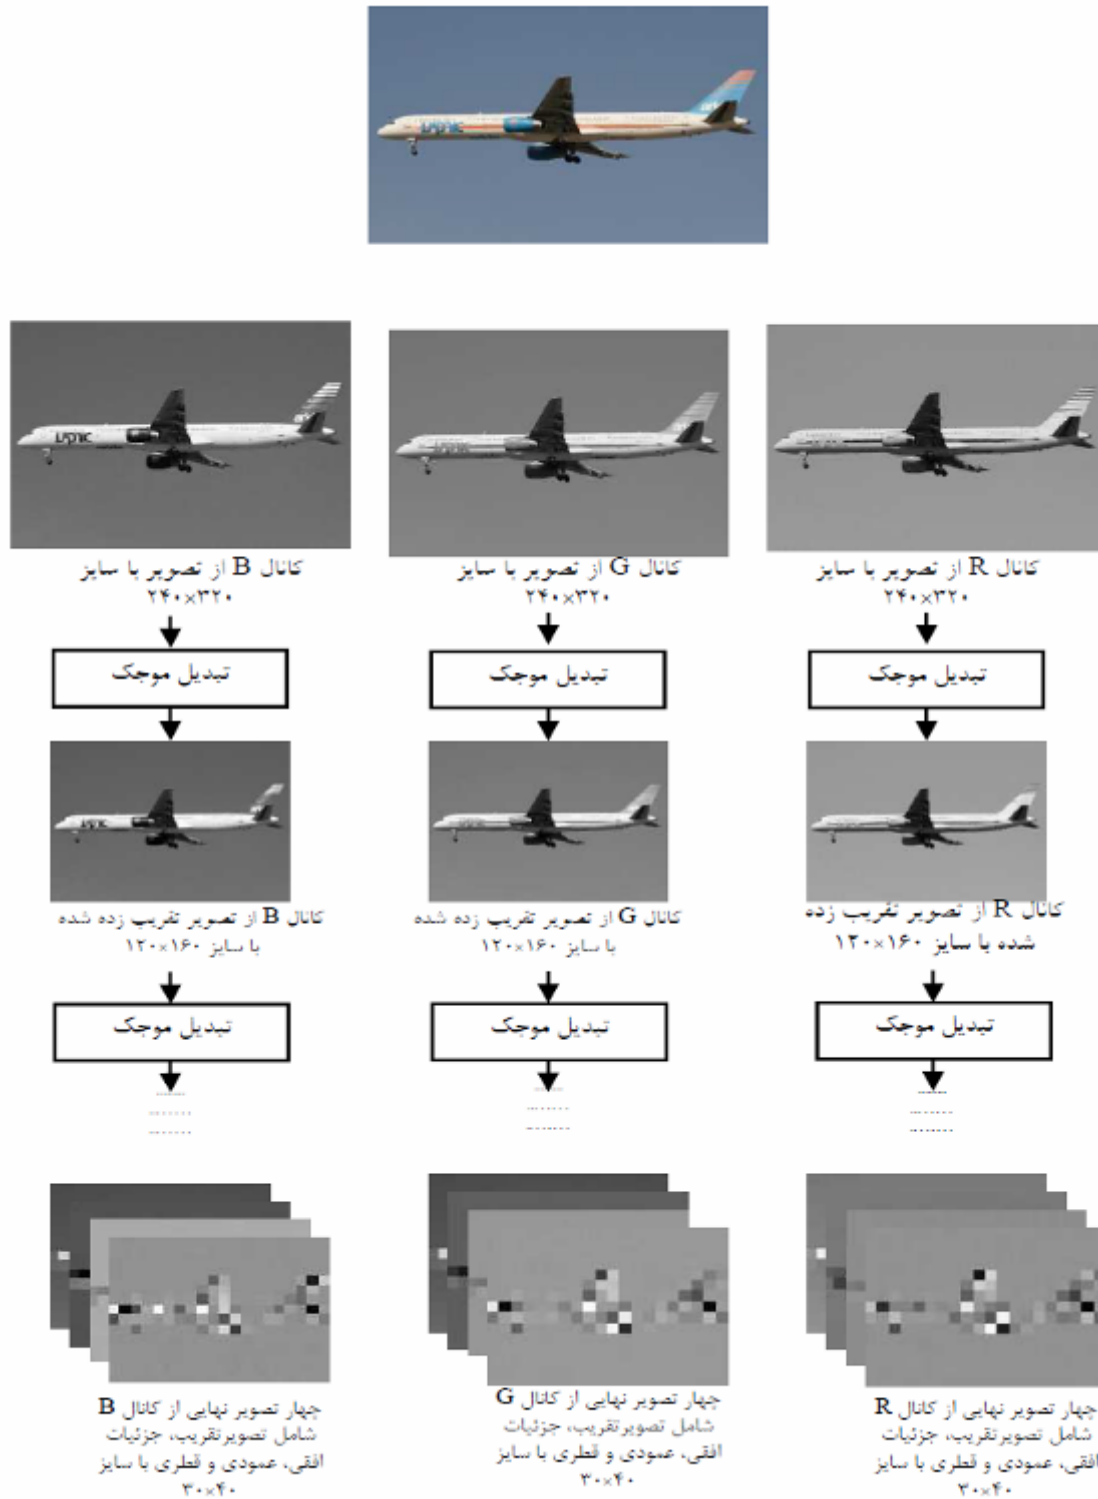 کانال R از تصویر با سایز
۲۴۰×۳۲۰
کانال G از تصویر با سایز
۲۴۰×۳۲۰
کانال B از تصویر با سایز
۲۴۰×۳۲۰
تبدیل موجک
تبدیل موجک
تبدیل موجک
کانال R از تصویر تقریب زده
شده با سایز ۱۶۰×۱۲۰
کانال G از تصویر تقریب زده شده
با سایز ۱۶۰×۱۲۰
کانال B از تصویر تقریب زده شده
با سایز ۱۶۰×۱۲۰
تبدیل موجک
تبدیل موجک
تبدیل موجک
چهار تصویر نهایی از کانال R
شامل تصویرتقریب، جزئیات
افقی، عمودی و قطری با سایز
۳۰×۴۰
چهار تصویر نهایی از کانال G
شامل تصویرتقریب، جزئیات
افقی، عمودی و قطری با سایز
۳۰×۴۰
چهار تصویر نهایی از کانال B
شامل تصویرتقریب، جزئیات
افقی، عمودی و قطری با سایز
۳۰×۴۰